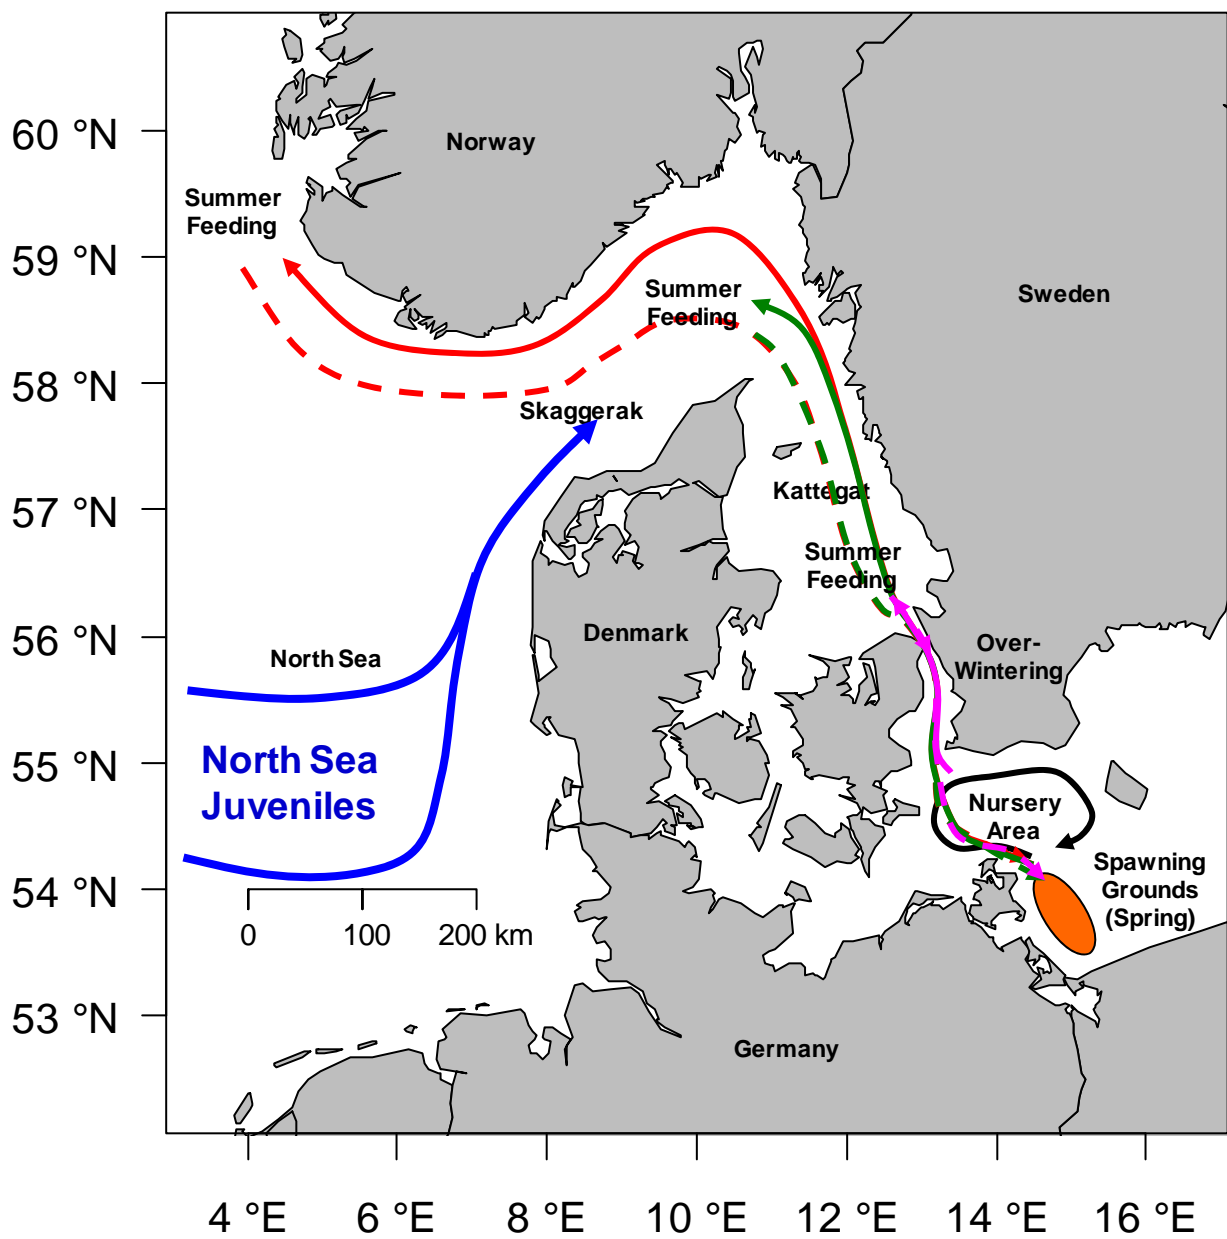 60 °N
59 °N
58 °N
57 °N
56 °N
55 °N
54 °N
53 °N
Norway
Summer
Feeding
Summer
Feeding
Sweden
Skaggerak
Kattegat
Summer
Feeding
Denmark
North Sea
Over-
Wintering
North Sea
Juveniles
Nursery
Area
Spawning
Grounds
(Spring)
0
100
200 km
Germany
4 °E
6 °E
8 °E
10 °E
12 °E
14 °E
16 °E